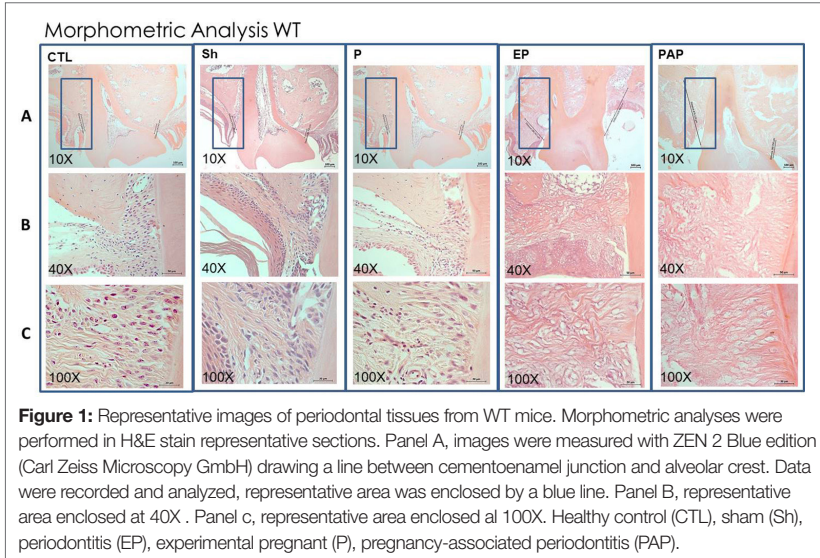 Morphometric Analysis WT
CTL Sh P EP PAP
A
10X 10X 10X 10X 10X
B
40X 40X 40X 40X 40X
C
100X 100X 100X 100X 100X
Figure 1: Representative images of periodontal tissues from WT mice. Morphometric analyses were
performed in H&E stain representative sections. Panel A, images were measured with ZEN 2 Blue edition
(Carl Zeiss Microscopy GmbH) drawing a line between cementoenamel junction and alveolar crest. Data
were recorded and analyzed, representative area was enclosed by a blue line. Panel B, representative
area enclosed at 40X . Panel c, representative area enclosed al 100X. Healthy control (CTL), sham (Sh),
periodontitis (EP), experimental pregnant (P), pregnancy-associated periodontitis (PAP).